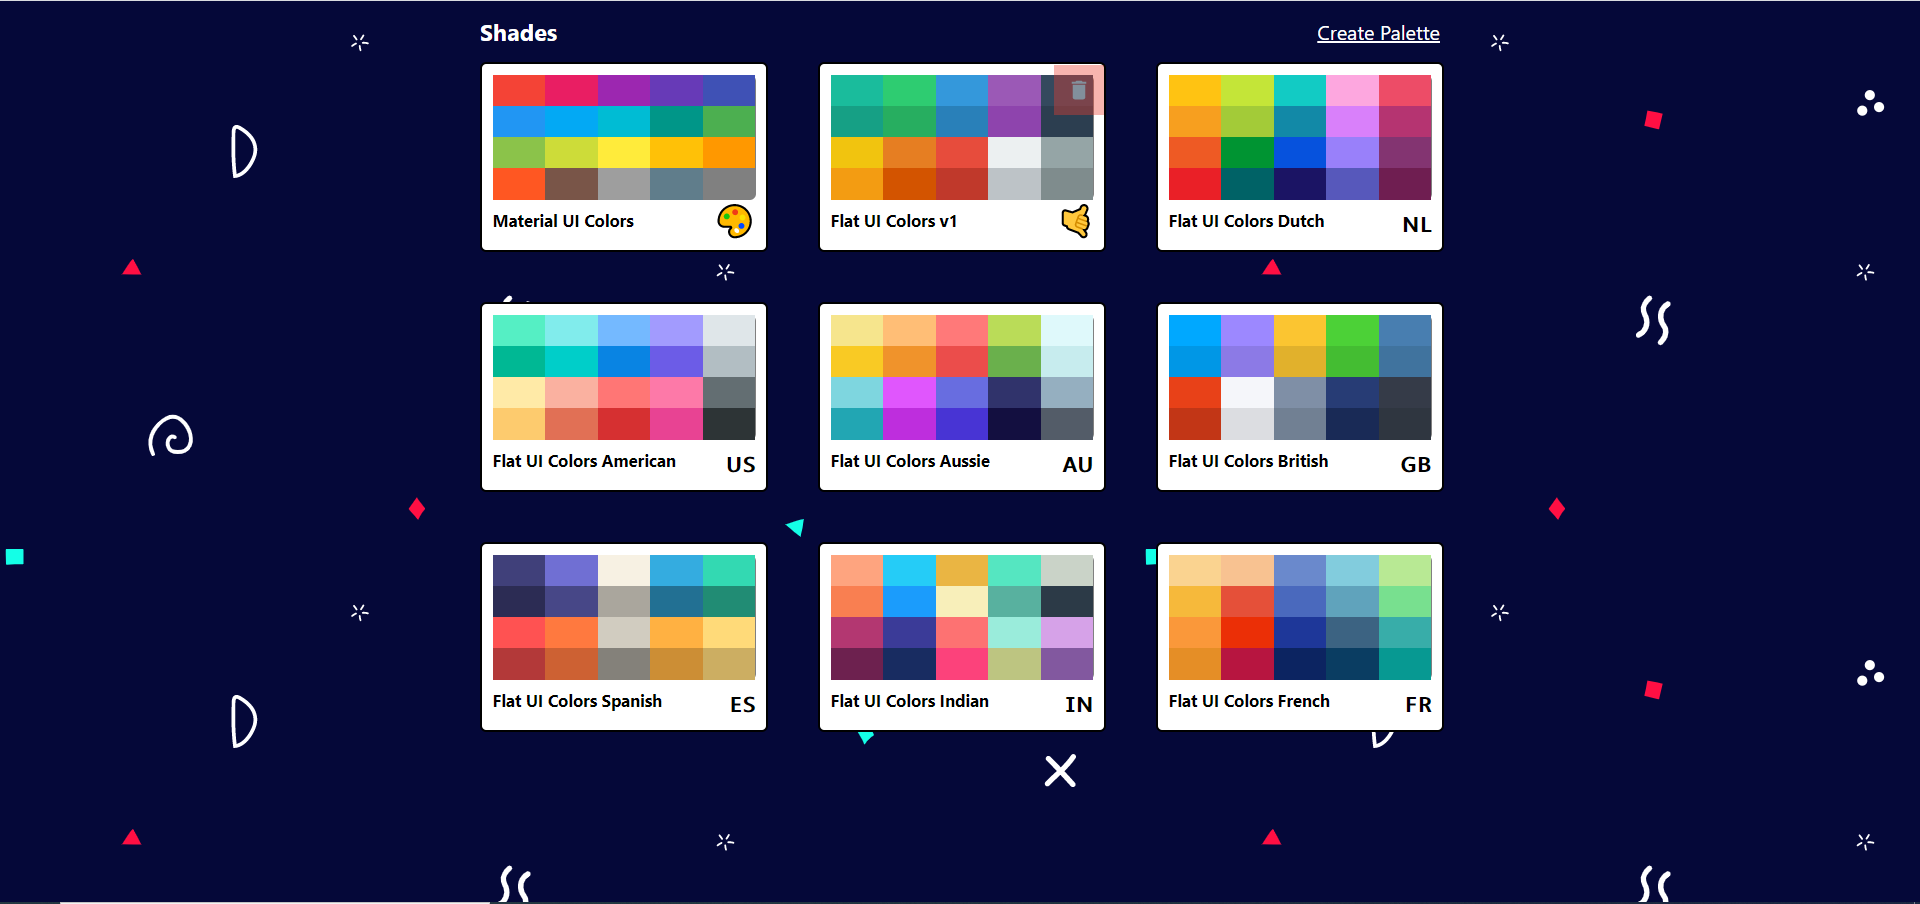 Shades
Create Palette
Material UI Colors
Flat UI Colors v1
Flat UI Colors Dutch NL
Flat UI Colors American US
Flat UI Colors Aussie AU
Flat UI Colors British GB
Flat UI Colors Spanish ES
Flat UI Colors Indian IN
Flat UI Colors French FR